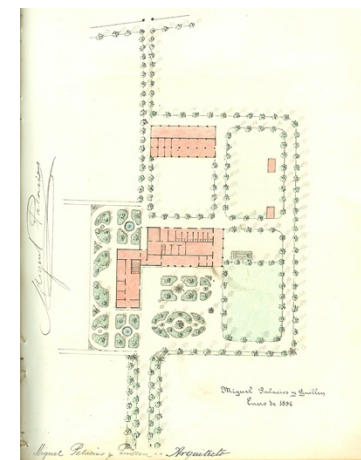 Miguel Palacios
Miguel Palacios y Guillen
Enero de 1896
Miguel Palacios y Guillen = Arquitecto